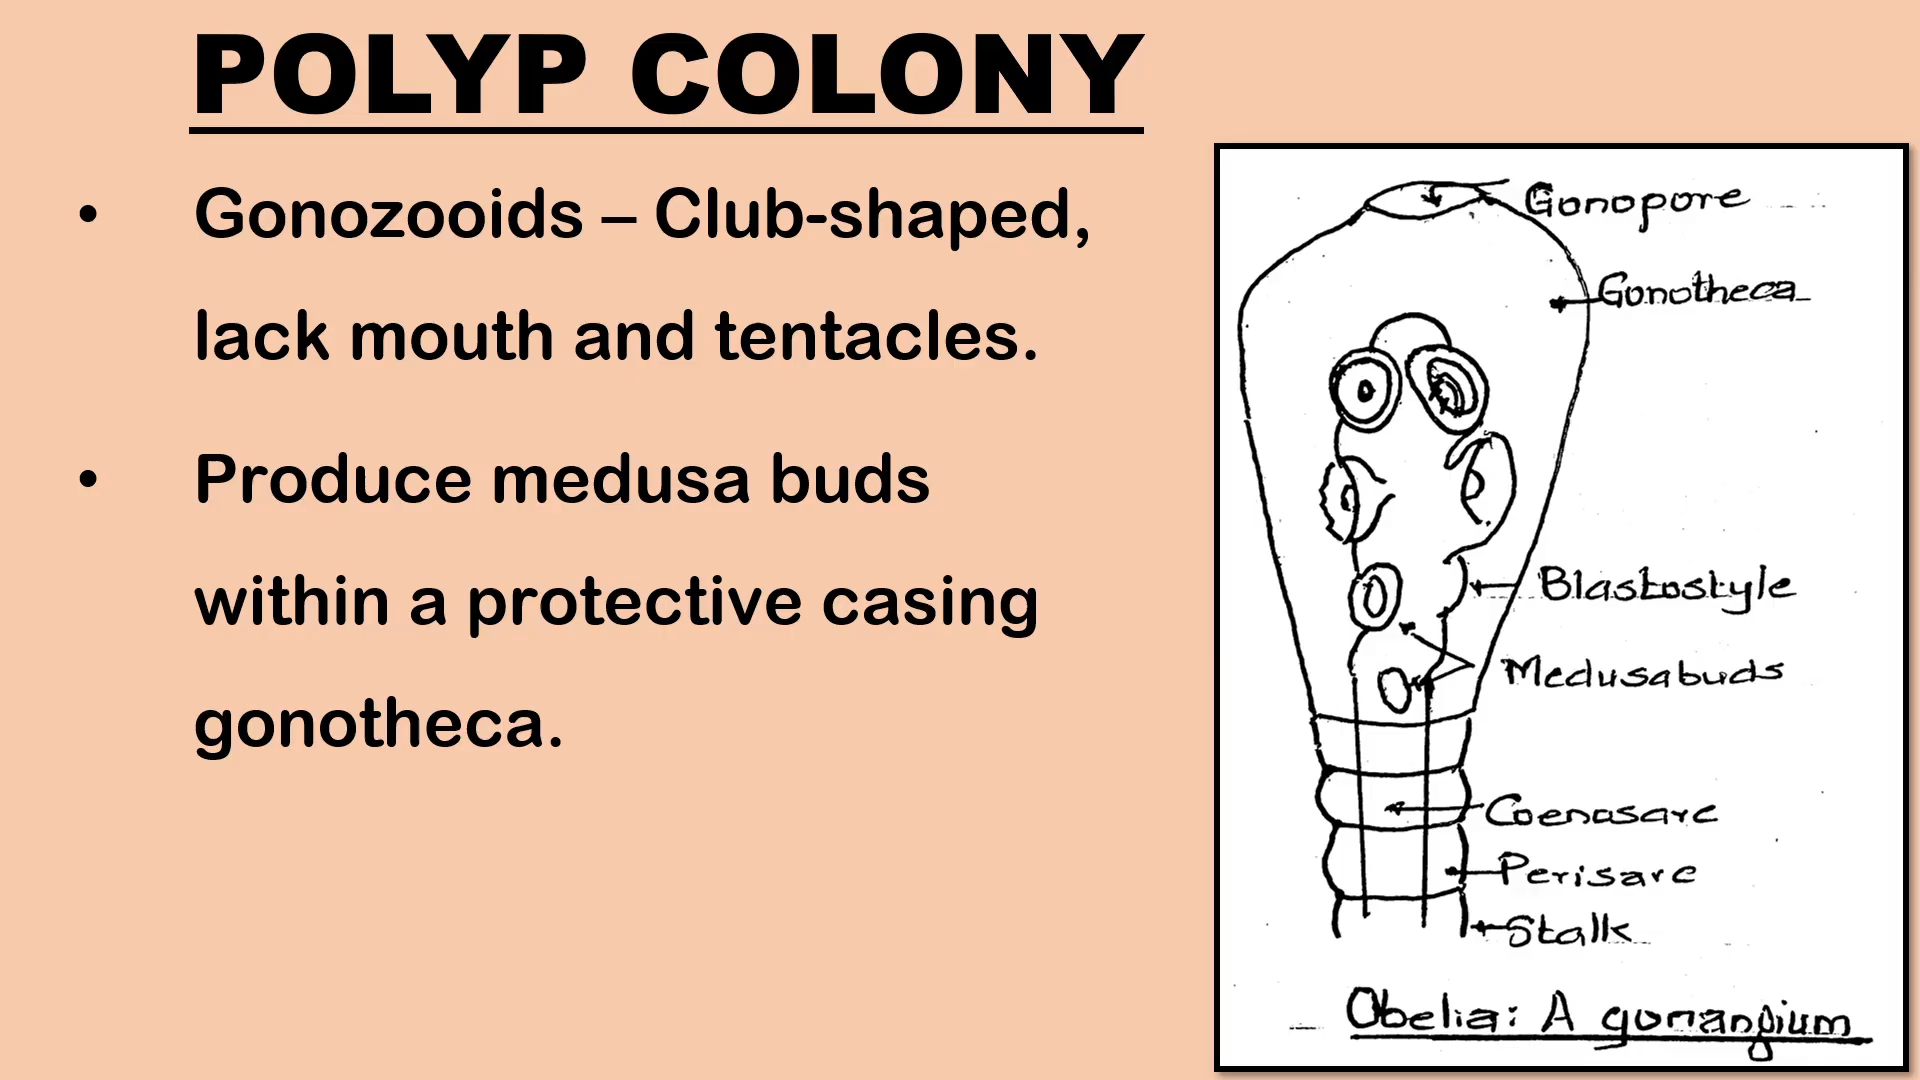 POLYP COLONY
• Gonozooids – Club-shaped,
lack mouth and tentacles.
• Produce medusa buds
within a protective casing
gonotheca.
Gonopore
Gonotheca
Blastostyle
Medusabuds
Coenosarc
Perisarc
Stalk
Obelia: A gonangium